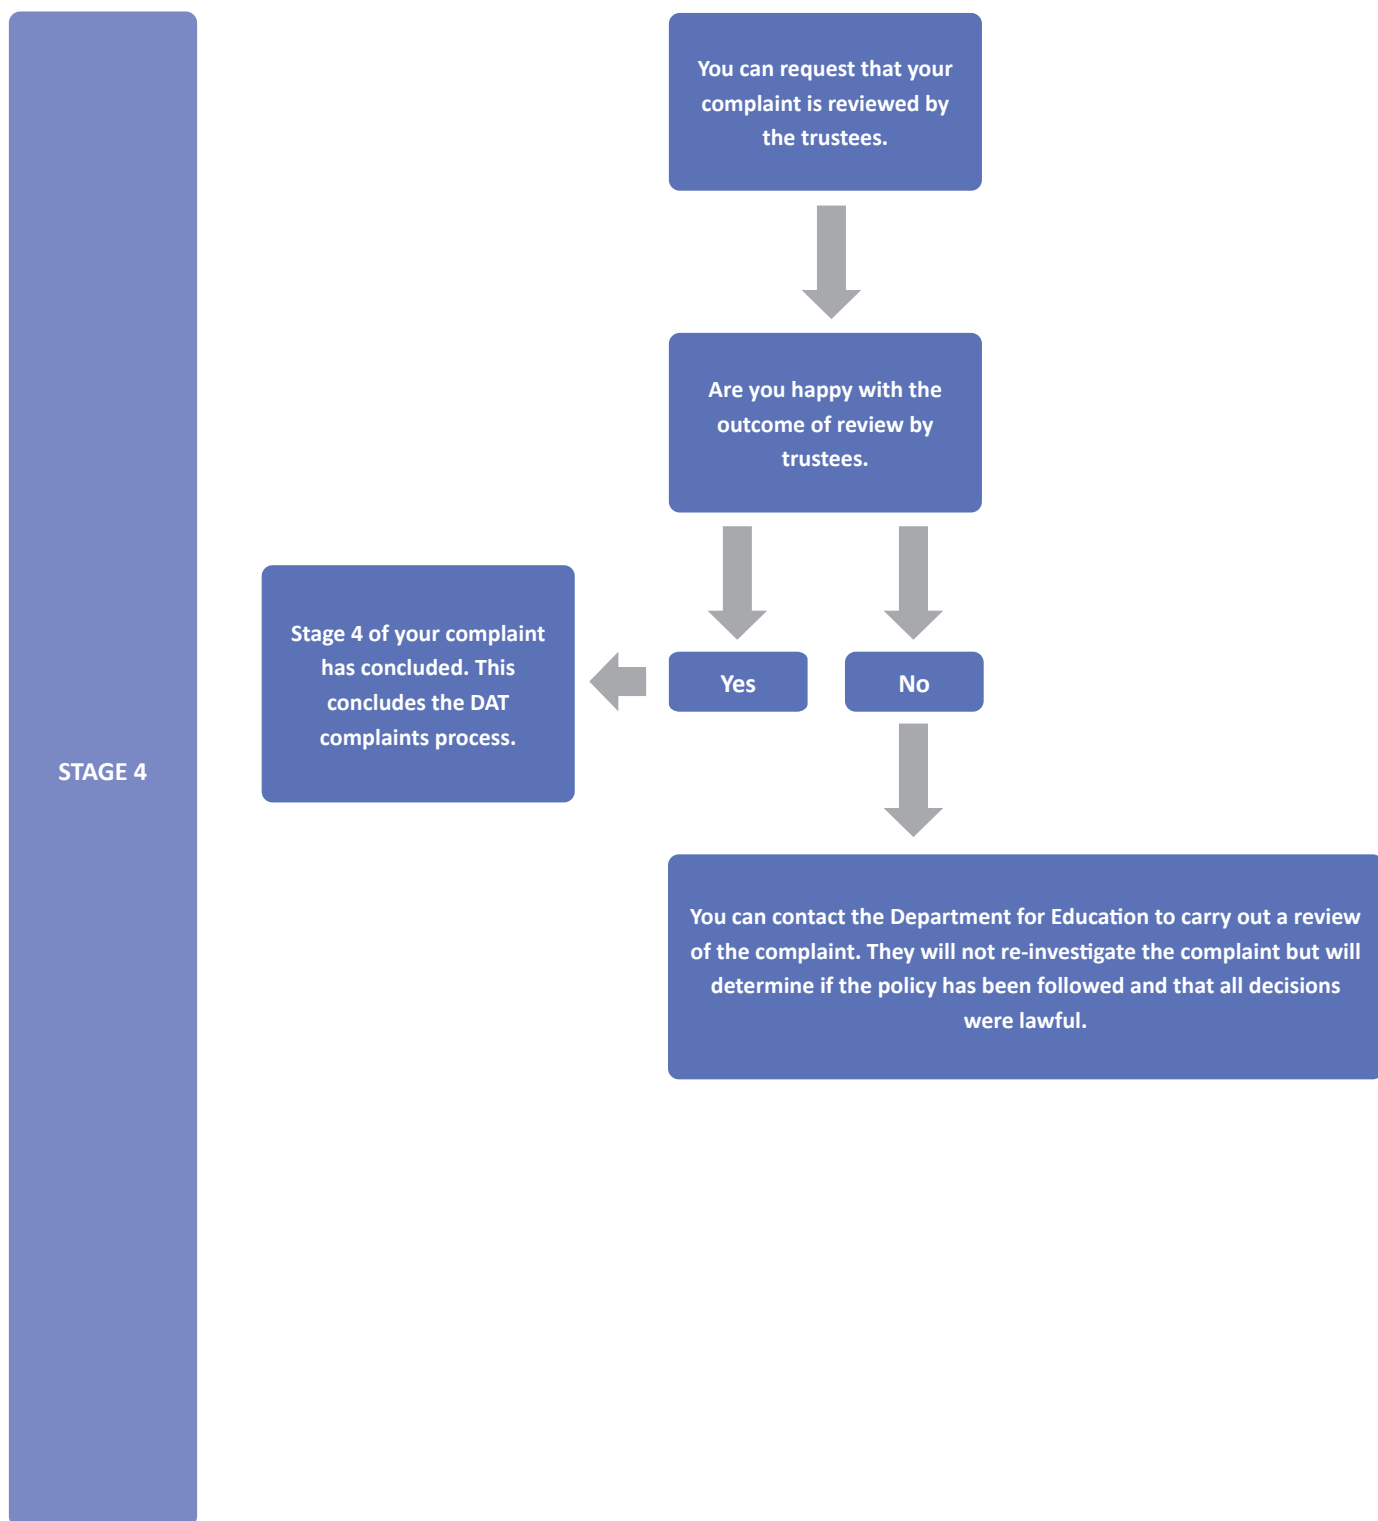 You can request that your
complaint is reviewed by
the trustees.
Are you happy with the
outcome of review by
trustees.
Stage 4 of your complaint
has concluded. This
concludes the DAT
complaints process.
Yes
No
STAGE 4
You can contact the Department for Education to carry out a review
of the complaint. They will not re-investigate the complaint but will
determine if the policy has been followed and that all decisions
were lawful.